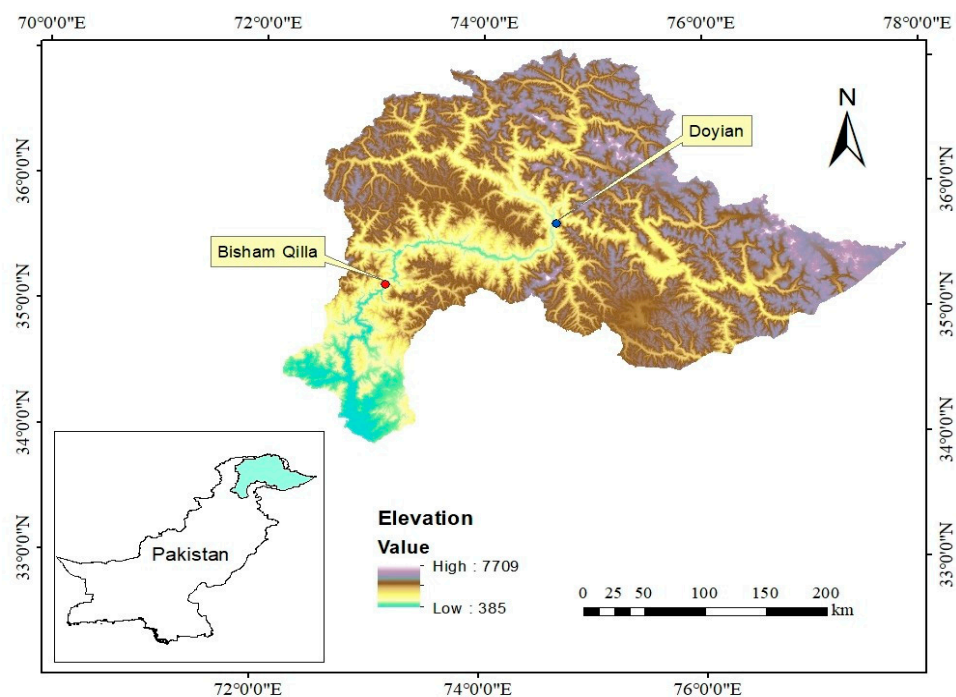 70°0'0"E 72°0'0"E 74°0'0"E 76°0'0"E 78°0'0"E
N
Doyian
36°0'0"N 36°0'0"N
Bisham Qilla
35°0'0"N 35°0'0"N
34°0'0"N 34°0'0"N
Elevation
Value
Pakistan
33°0'0"N 33°0'0"N
High : 7709
Low : 385
0 25 50 100 150 200
km
72°0'0"E 74°0'0"E 76°0'0"E